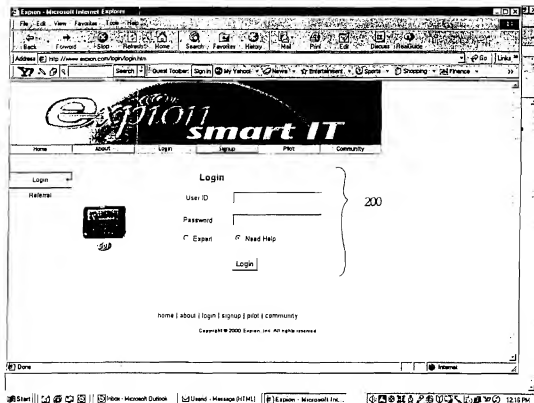 Expion - Microsoft Internet Explorer
File Edit View Favorites Tools Help
Back Forward Stop Refresh Home Search Favorites History Mail Print Edit Discuss RealGuide
Address http://www.expion.com/login/login.htm Go Links
Search Guest Toolbar: Sign in My Yahoo! News Entertainment Sports Shopping Finance
expion
smart IT
Home About Login Signup Pilot Community
Login
Referral
Login
User ID
Password
Expert Need Help
Login
200
home | about | login | signup | pilot | community
Copyright © 2000 Expion, Inc. All rights reserved
Done Internet
Start Inbox - Microsoft Outlook Unsend - Message (HTML) Expion - Microsoft Int... 12:16 PM